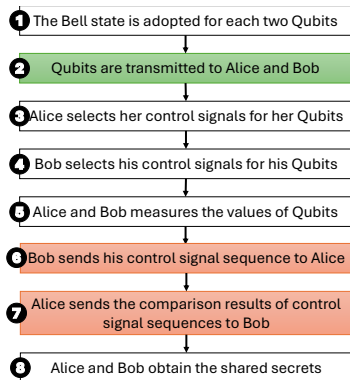 1 The Bell state is adopted for each two Qubits
2 Qubits are transmitted to Alice and Bob
3 Alice selects her control signals for her Qubits
4 Bob selects his control signals for his Qubits
5 Alice and Bob measures the values of Qubits
6 Bob sends his control signal sequence to Alice
7 Alice sends the comparison results of control
signal sequences to Bob
8 Alice and Bob obtain the shared secrets